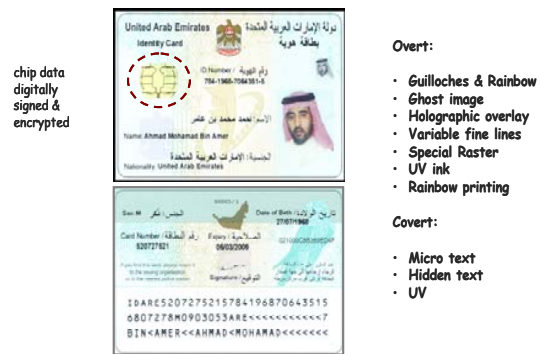 chip data
digitally
signed &
encrypted
United Arab Emirates
دولة الإمارات العربية المتحدة
Identity Card
بطاقة هوية
ID Number / رقم الهوية
784-1968-7064351-5
الاسم: احمد محمد بن عامر
Name: Ahmad Mohamad Bin Amer
الجنسية: الإمارات العربية المتحدة
Nationality: United Arab Emirates
Sex: M الجنس: ذكر
Date of Birth تاريخ الولادة
27/07/1968
Card Number / رقم البطاقة
520727521
Expiry / الصلاحية
05/03/2009
Signature / التوقيع
IDARE5207275215784196870643515
6807278M0903053ARE<<<<<<<<<<<7
BIN<AMER<<AHMAD<MOHAMAD<<<<<<<
Overt:
• Guilloches & Rainbow
• Ghost image
• Holographic overlay
• Variable fine lines
• Special Raster
• UV ink
• Rainbow printing
Covert:
• Micro text
• Hidden text
• UV